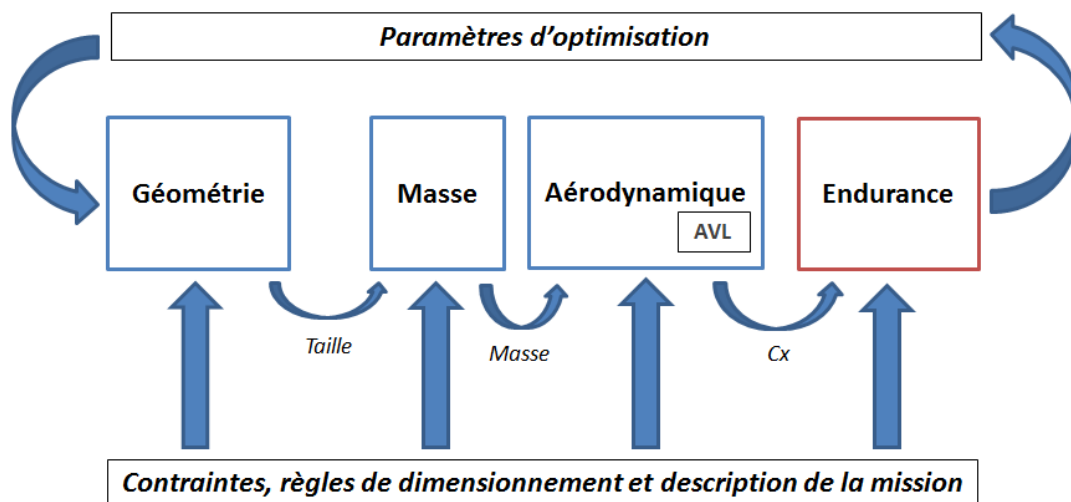 Paramètres d’optimisation
Géométrie
Masse
Aérodynamique
AVL
Endurance
Taille
Masse
Cx
Contraintes, règles de dimensionnement et description de la mission